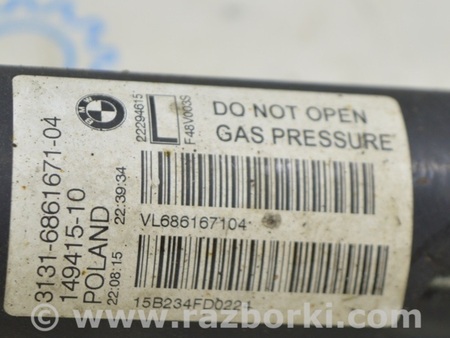 BMW
DO NOT OPEN
GAS PRESSURE
22294615
L
F48V003S
3131-6861671-04
149415-10
POLAND
22:08:15
22:39:34
VL686167104
15B234FD0221
© www.razborki.com